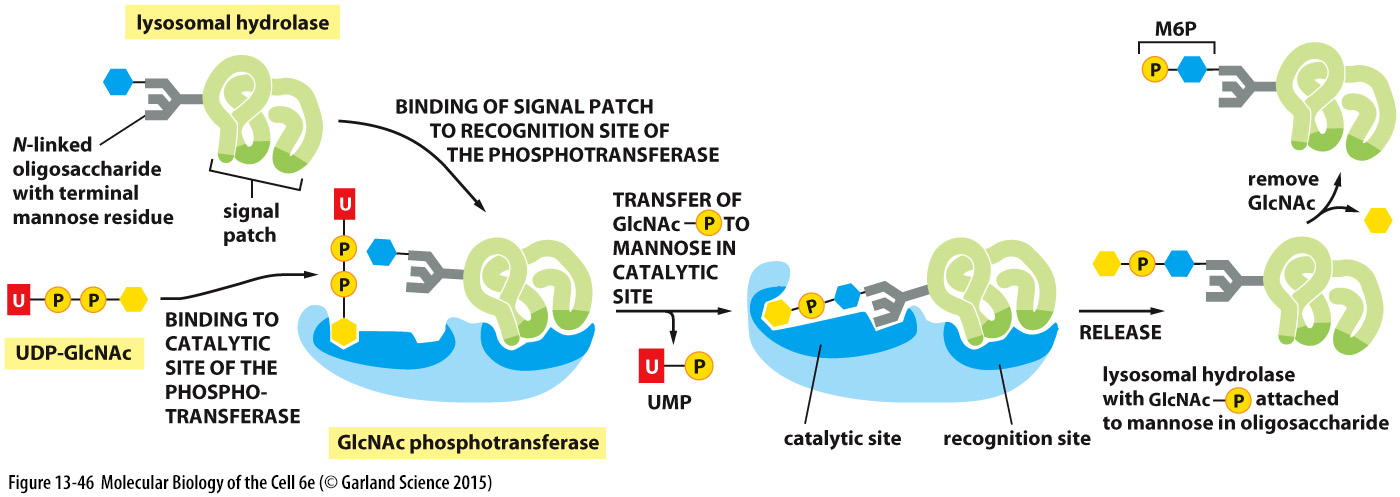 lysosomal hydrolase
N-linked
oligosaccharide
with terminal
mannose residue
signal
patch
BINDING OF SIGNAL PATCH
TO RECOGNITION SITE OF
THE PHOSPHOTRANSFERASE
U P P
UDP-GlcNAc
BINDING TO
CATALYTIC
SITE OF THE
PHOSPHO-
TRANSFERASE
U
P
P
GlcNAc phosphotransferase
TRANSFER OF
GlcNAc P TO
MANNOSE IN
CATALYTIC
SITE
U P
UMP
P
catalytic site
recognition site
RELEASE
M6P
P
remove
GlcNAc
P
lysosomal hydrolase
with GlcNAc P attached
to mannose in oligosaccharide
Figure 13-46 Molecular Biology of the Cell 6e (© Garland Science 2015)